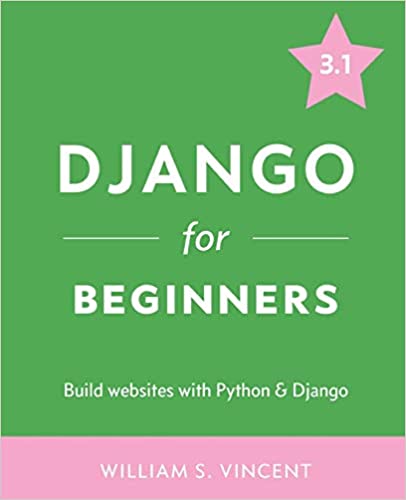 3.1
DJANGO
for
BEGINNERS
Build websites with Python & Django
WILLIAM S. VINCENT